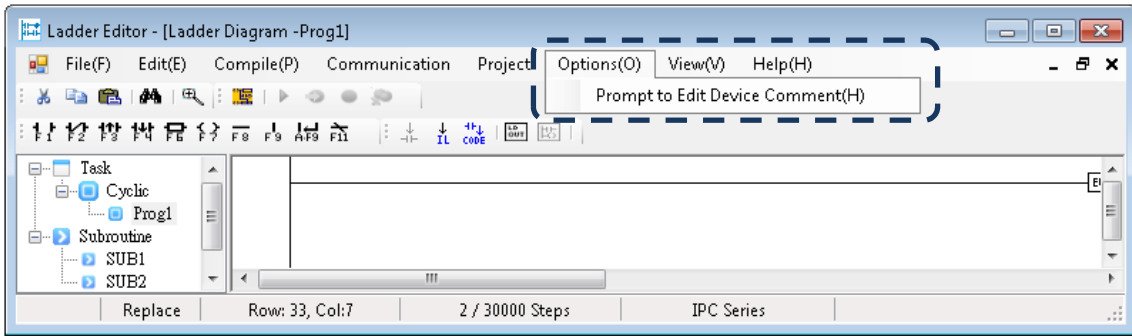 Ladder Editor - [Ladder Diagram -Prog1]
File(F) Edit(E) Compile(P) Communication Project Options(O) View(V) Help(H)
Prompt to Edit Device Comment(H)
F1 F2 F3 F4 F6 F7 F8 F9 AF9 F11 IL CODE LD OUT
Task
Cyclic
Prog1
Subroutine
SUB1
SUB2
Replace Row: 33, Col:7 2 / 30000 Steps IPC Series